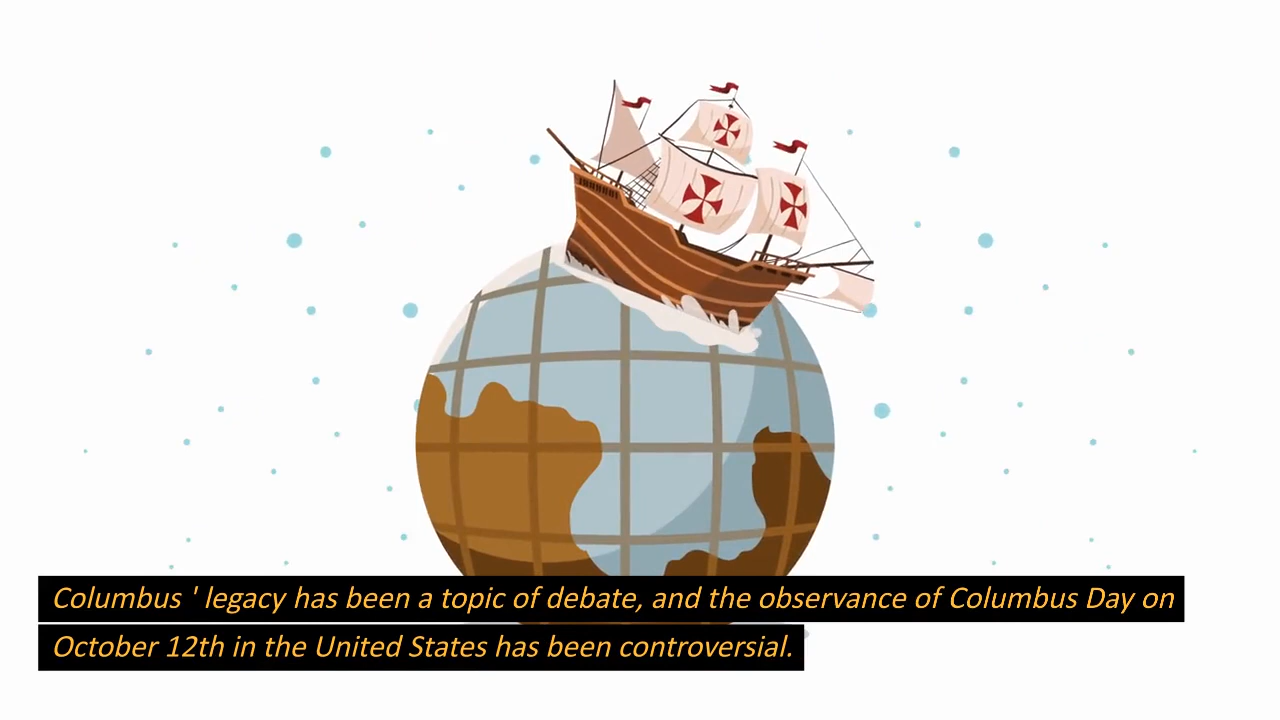 Columbus ' legacy has been a topic of debate, and the observance of Columbus Day on
October 12th in the United States has been controversial.